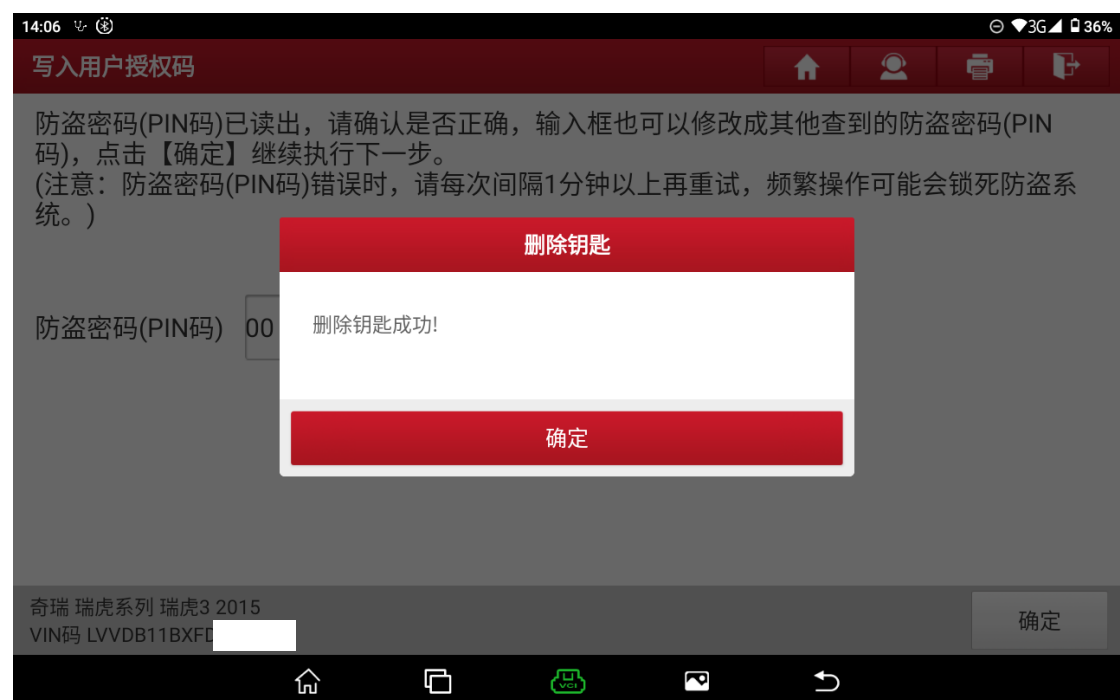 14:06
3G
36%
写入用户授权码
防盗密码(PIN码)已读出，请确认是否正确，输入框也可以修改成其他查到的防盗密码(PIN
码)，点击【确定】继续执行下一步。
(注意：防盗密码(PIN码)错误时，请每次间隔1分钟以上再重试，频繁操作可能会锁死防盗系
统。)
删除钥匙
删除钥匙成功!
防盗密码(PIN码)
00
确定
奇瑞 瑞虎系列 瑞虎3 2015
VIN码 LVVDB11BXFD
确定
VCI